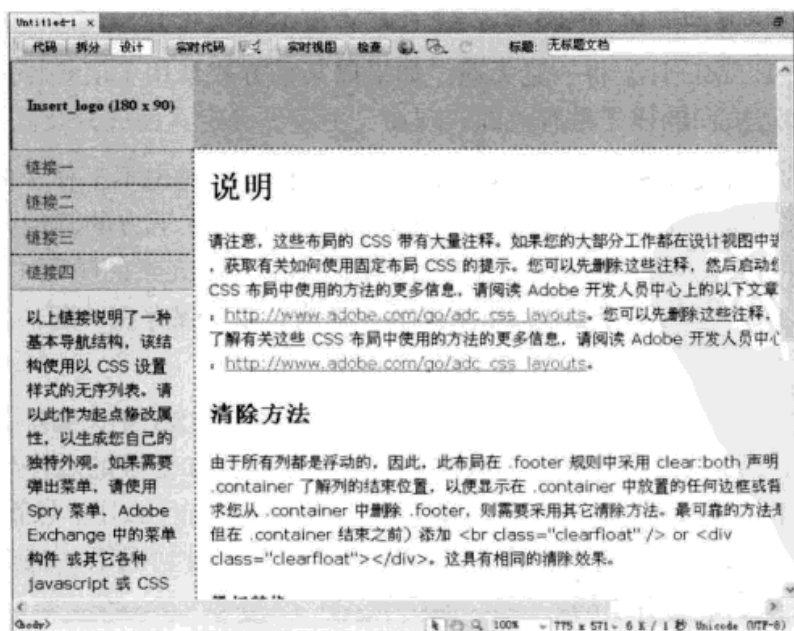 Untitled-1 ×
代码 拆分 设计 实时代码 实时视图 检查 标题: 无标题文档
Insert_logo (180 x 90)
链接一
链接二
链接三
链接四
以上链接说明了一种
基本导航结构，该结
构使用以 CSS 设置
样式的无序列表。请
以此作为起点修改属
性，以生成您自己的
独特外观。如果需要
弹出菜单，请使用
Spry 菜单、Adobe
Exchange 中的菜单
构件 或其它各种
javascript 或 CSS
说明
请注意，这些布局的 CSS 带有大量注释。如果您的大部分工作都在设计视图中
，获取有关如何使用固定布局 CSS 的提示。您可以先删除这些注释，然后启动
CSS 布局中使用的方法的更多信息，请阅读 Adobe 开发人员中心上的以下文章
：http://www.adobe.com/go/adc_css_layouts。您可以先删除这些注释，
了解有关这些 CSS 布局中使用的方法的更多信息，请阅读 Adobe 开发人员中心
：http://www.adobe.com/go/adc_css_layouts。
清除方法
由于所有列都是浮动的，因此，此布局在 .footer 规则中采用 clear:both 声明
.container 了解列的结束位置，以便显示在 .container 中放置的任何边框或
求您从 .container 中删除 .footer，则需要采用其它清除方法。最可靠的方法是
但在 .container 结束之前）添加 <br class="clearfloat" /> or <div
class="clearfloat"></div>。这具有相同的清除效果。
<body> 100% 775 x 571 6 K / 1 秒 Unicode (UTF-8)